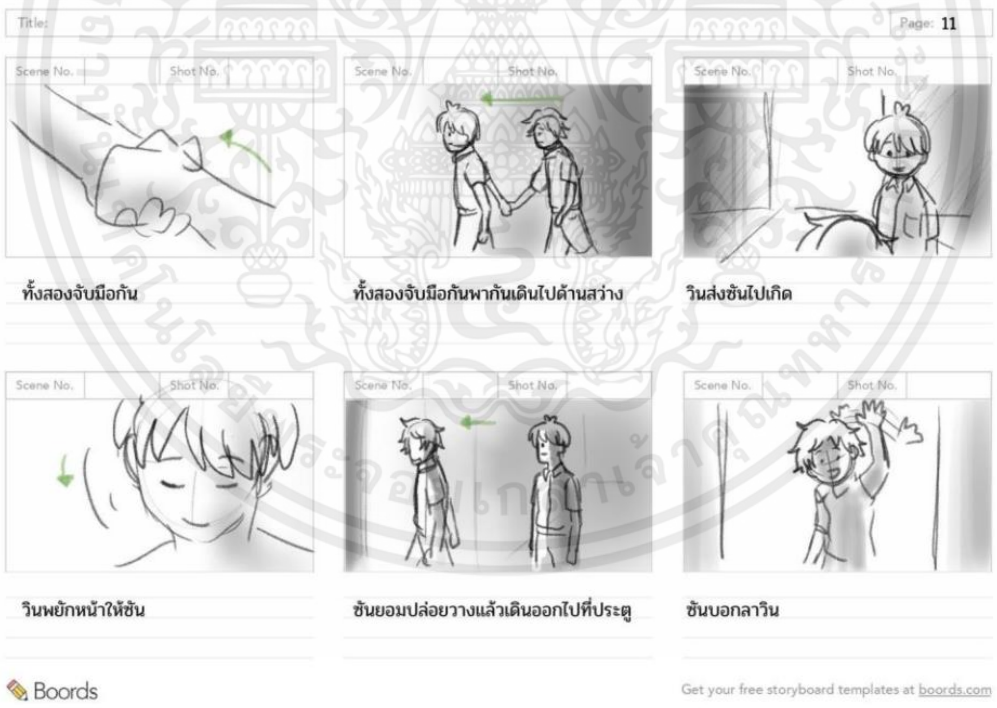 Title:
Page: 11
Scene No. Shot No.
Scene No. Shot No.
Scene No. Shot No.
ทั้งสองจับมือกัน
ทั้งสองจับมือกันพากันเดินไปด้านสว่าง
วินส่งซันไปเกิด
Scene No. Shot No.
Scene No. Shot No.
Scene No. Shot No.
วินพยักหน้าให้ซัน
ซันยอมปล่อยวางแล้วเดินออกไปที่ประตู
ซันบอกลาวิน
Boords
Get your free storyboard templates at boords.com